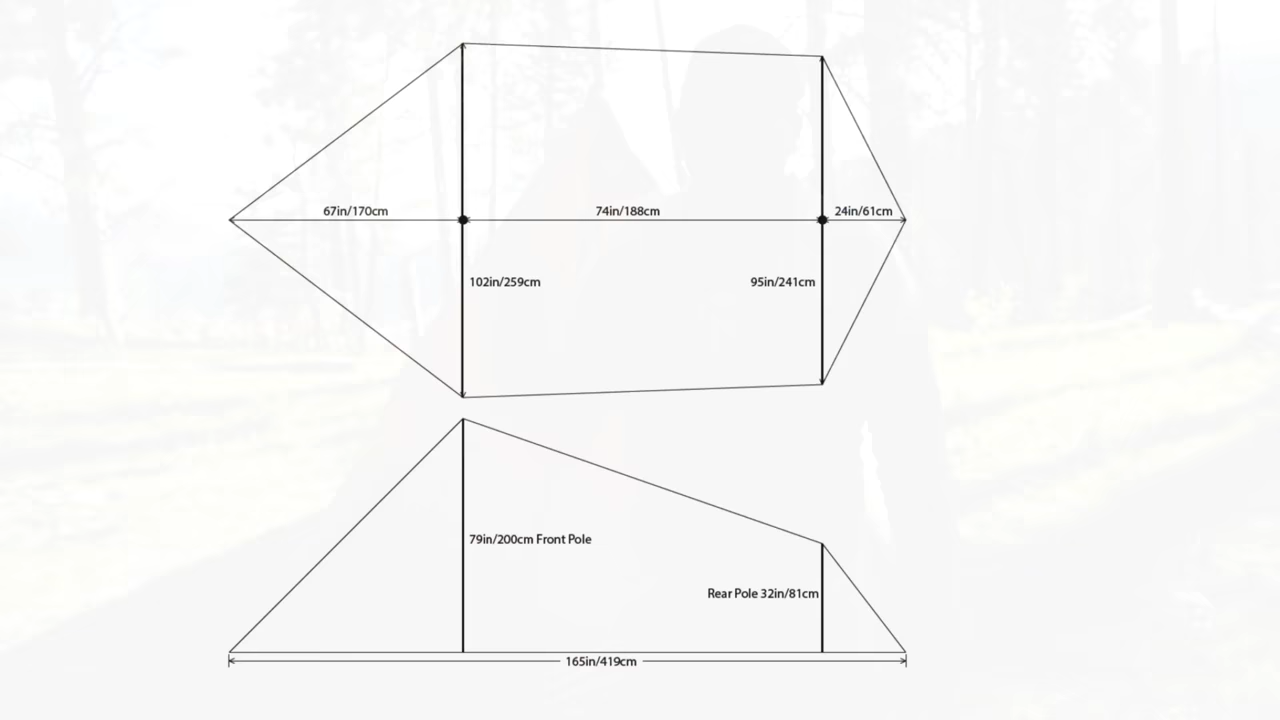 67in/170cm
74in/188cm
24in/61cm
102in/259cm
95in/241cm
79in/200cm Front Pole
Rear Pole 32in/81cm
165in/419cm